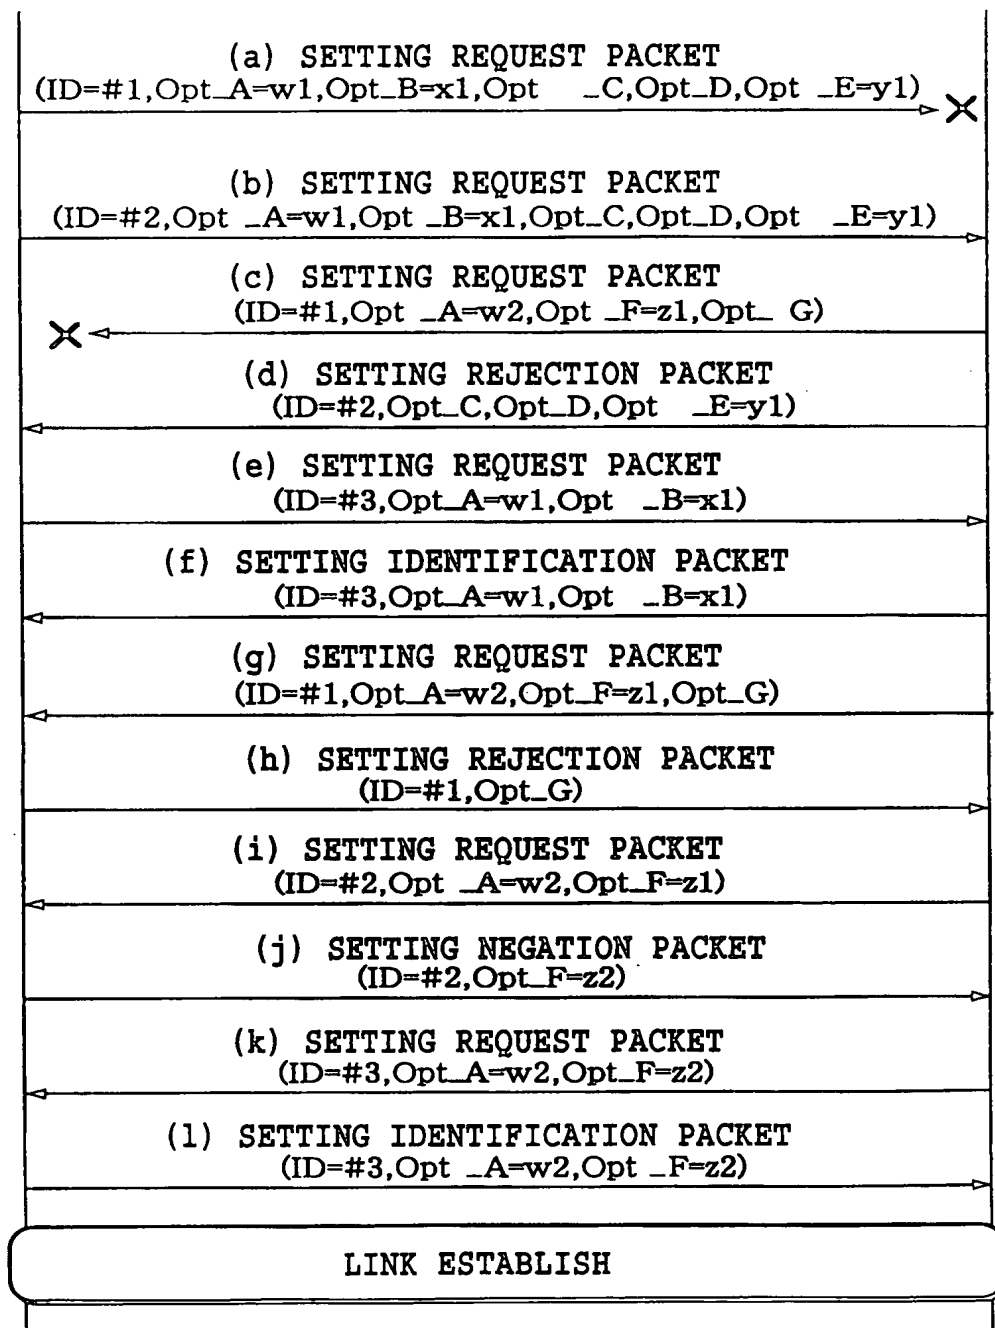 (a) SETTING REQUEST PACKET
(ID=#1,Opt_A=w1,Opt_B=x1,Opt _C,Opt_D,Opt _E=y1)
(b) SETTING REQUEST PACKET
(ID=#2,Opt _A=w1,Opt _B=x1,Opt_C,Opt_D,Opt _E=y1)
(c) SETTING REQUEST PACKET
(ID=#1,Opt _A=w2,Opt _F=z1,Opt_ G)
(d) SETTING REJECTION PACKET
(ID=#2,Opt_C,Opt_D,Opt _E=y1)
(e) SETTING REQUEST PACKET
(ID=#3,Opt_A=w1,Opt _B=x1)
(f) SETTING IDENTIFICATION PACKET
(ID=#3,Opt_A=w1,Opt _B=x1)
(g) SETTING REQUEST PACKET
(ID=#1,Opt_A=w2,Opt_F=z1,Opt_G)
(h) SETTING REJECTION PACKET
(ID=#1,Opt_G)
(i) SETTING REQUEST PACKET
(ID=#2,Opt _A=w2,Opt_F=z1)
(j) SETTING NEGATION PACKET
(ID=#2,Opt_F=z2)
(k) SETTING REQUEST PACKET
(ID=#3,Opt_A=w2,Opt_F=z2)
(l) SETTING IDENTIFICATION PACKET
(ID=#3,Opt _A=w2,Opt _F=z2)
LINK ESTABLISH